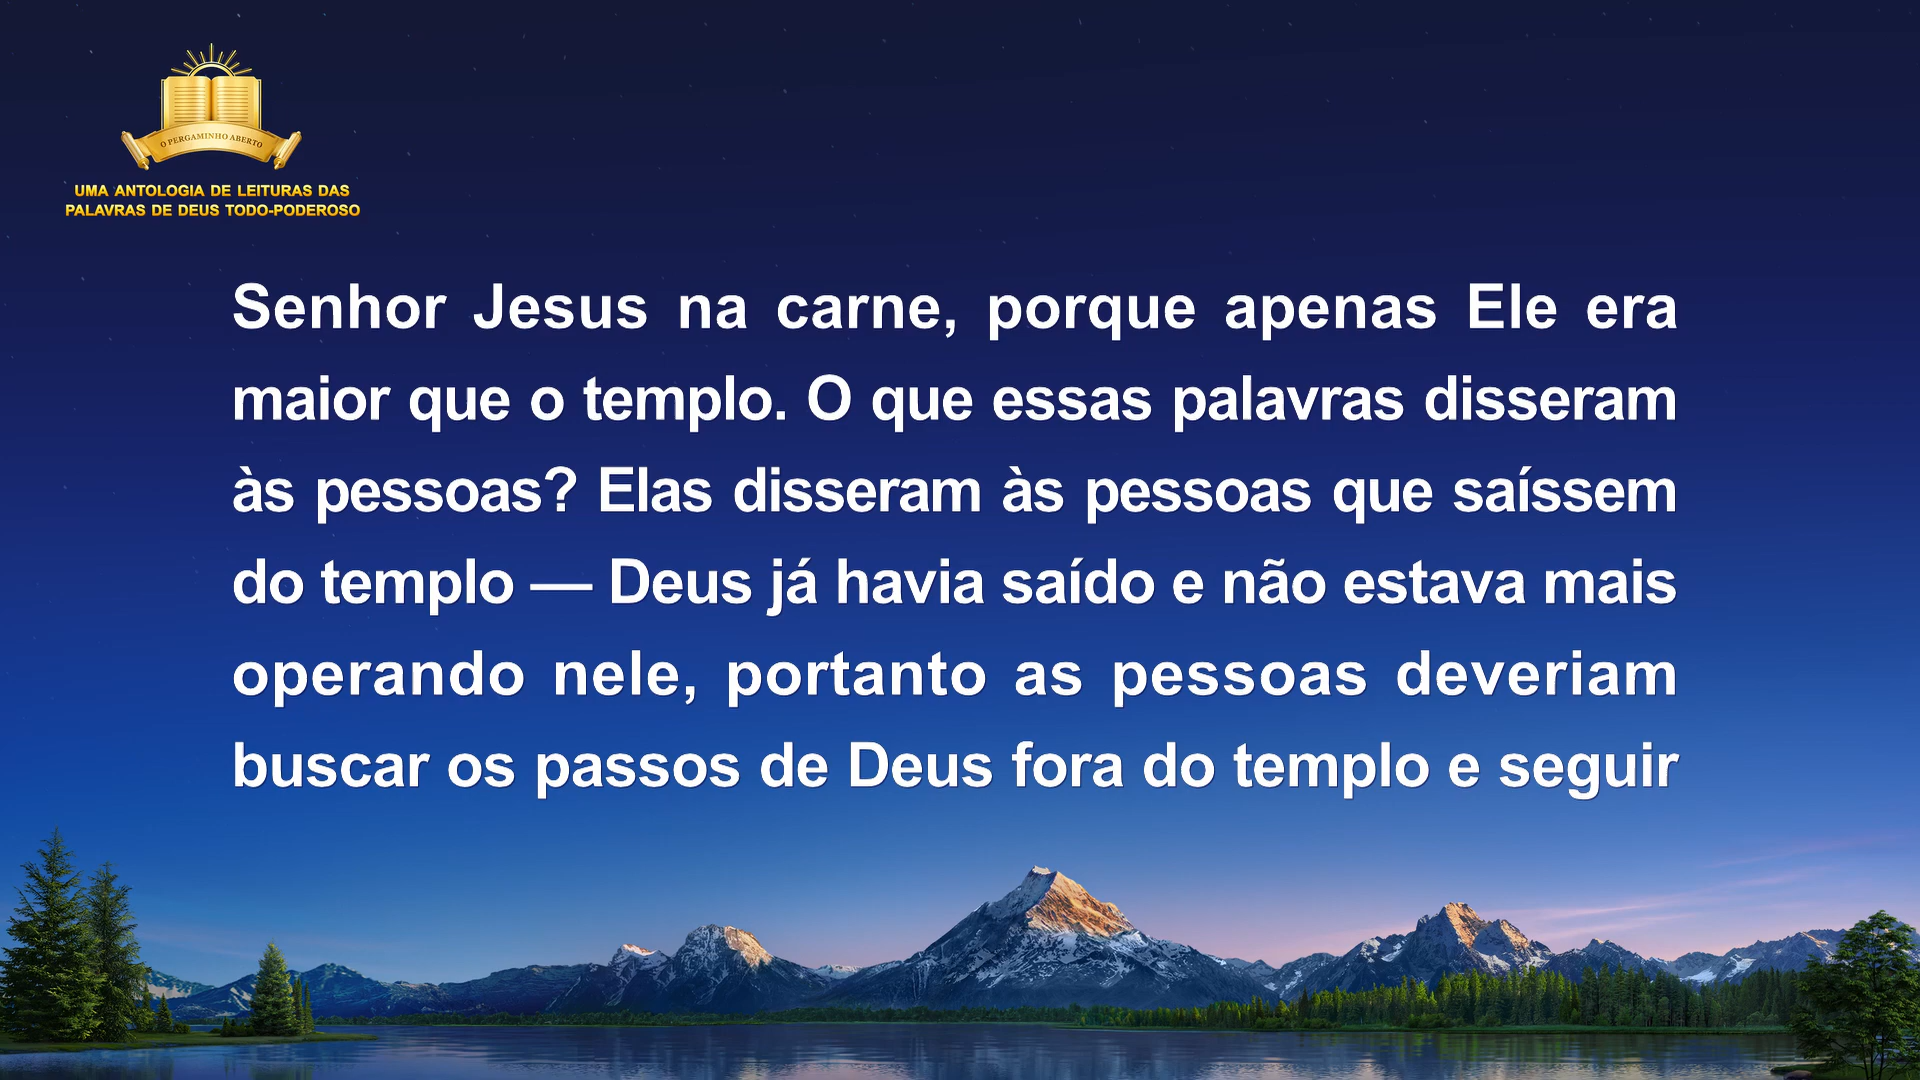 O PERGAMINHO ABERTO
UMA ANTOLOGIA DE LEITURAS DAS
PALAVRAS DE DEUS TODO-PODEROSO
Senhor Jesus na carne, porque apenas Ele era
maior que o templo. O que essas palavras disseram
às pessoas? Elas disseram às pessoas que saíssem
do templo — Deus já havia saído e não estava mais
operando nele, portanto as pessoas deveriam
buscar os passos de Deus fora do templo e seguir